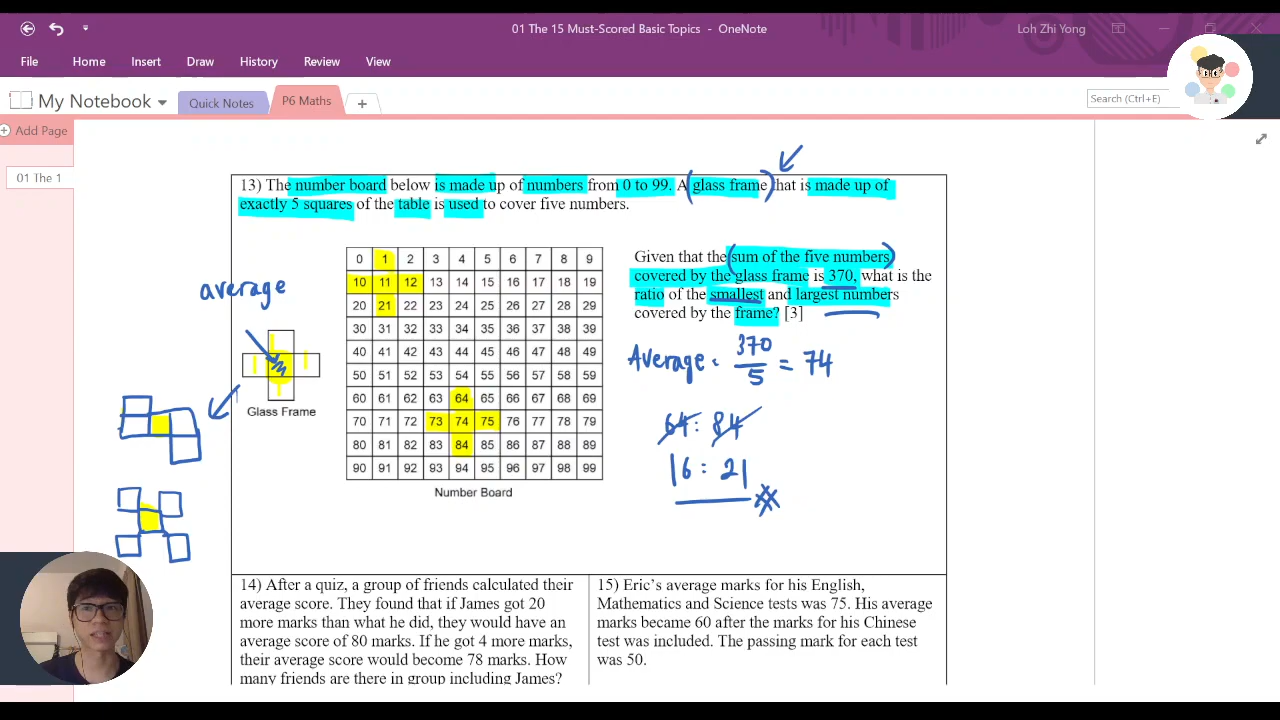 01 The 15 Must-Scored Basic Topics - OneNote
Loh Zhi Yong
File Home Insert Draw History Review View
My Notebook
Quick Notes
P6 Maths
+
Search (Ctrl+E)
Add Page
01 The 1
13) The number board below is made up of numbers from 0 to 99. A (glass frame) that is made up of
exactly 5 squares of the table is used to cover five numbers.
0 1 2 3 4 5 6 7 8 9
10 11 12 13 14 15 16 17 18 19
20 21 22 23 24 25 26 27 28 29
30 31 32 33 34 35 36 37 38 39
40 41 42 43 44 45 46 47 48 49
50 51 52 53 54 55 56 57 58 59
60 61 62 63 64 65 66 67 68 69
70 71 72 73 74 75 76 77 78 79
80 81 82 83 84 85 86 87 88 89
90 91 92 93 94 95 96 97 98 99
Number Board
average
Glass Frame
Given that the (sum of the five numbers)
covered by the glass frame is 370, what is the
ratio of the smallest and largest numbers
covered by the frame? [3]
Average = 370/5 = 74
64 : 84
16 : 21
14) After a quiz, a group of friends calculated their
average score. They found that if James got 20
more marks than what he did, they would have an
average score of 80 marks. If he got 4 more marks,
their average score would become 78 marks. How
many friends are there in group including James?
15) Eric's average marks for his English,
Mathematics and Science tests was 75. His average
marks became 60 after the marks for his Chinese
test was included. The passing mark for each test
was 50.